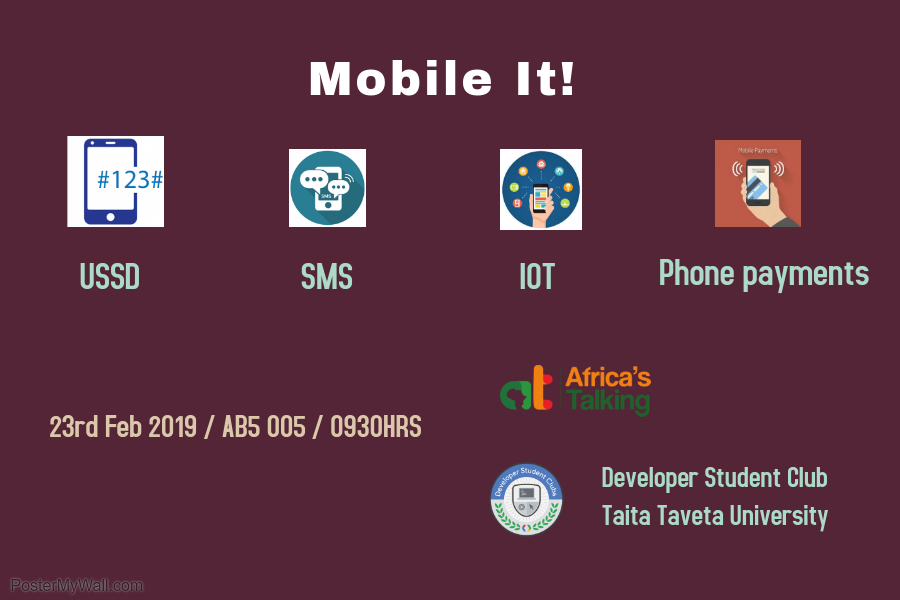 Mobile It!
#123#
SMS
Mobile Payments
USSD
SMS
IOT
Phone payments
Africa's
Talking
23rd Feb 2019 / AB5 005 / 0930HRS
Developer Student Clubs
Developer Student Club
Taita Taveta University
PosterMyWall.com